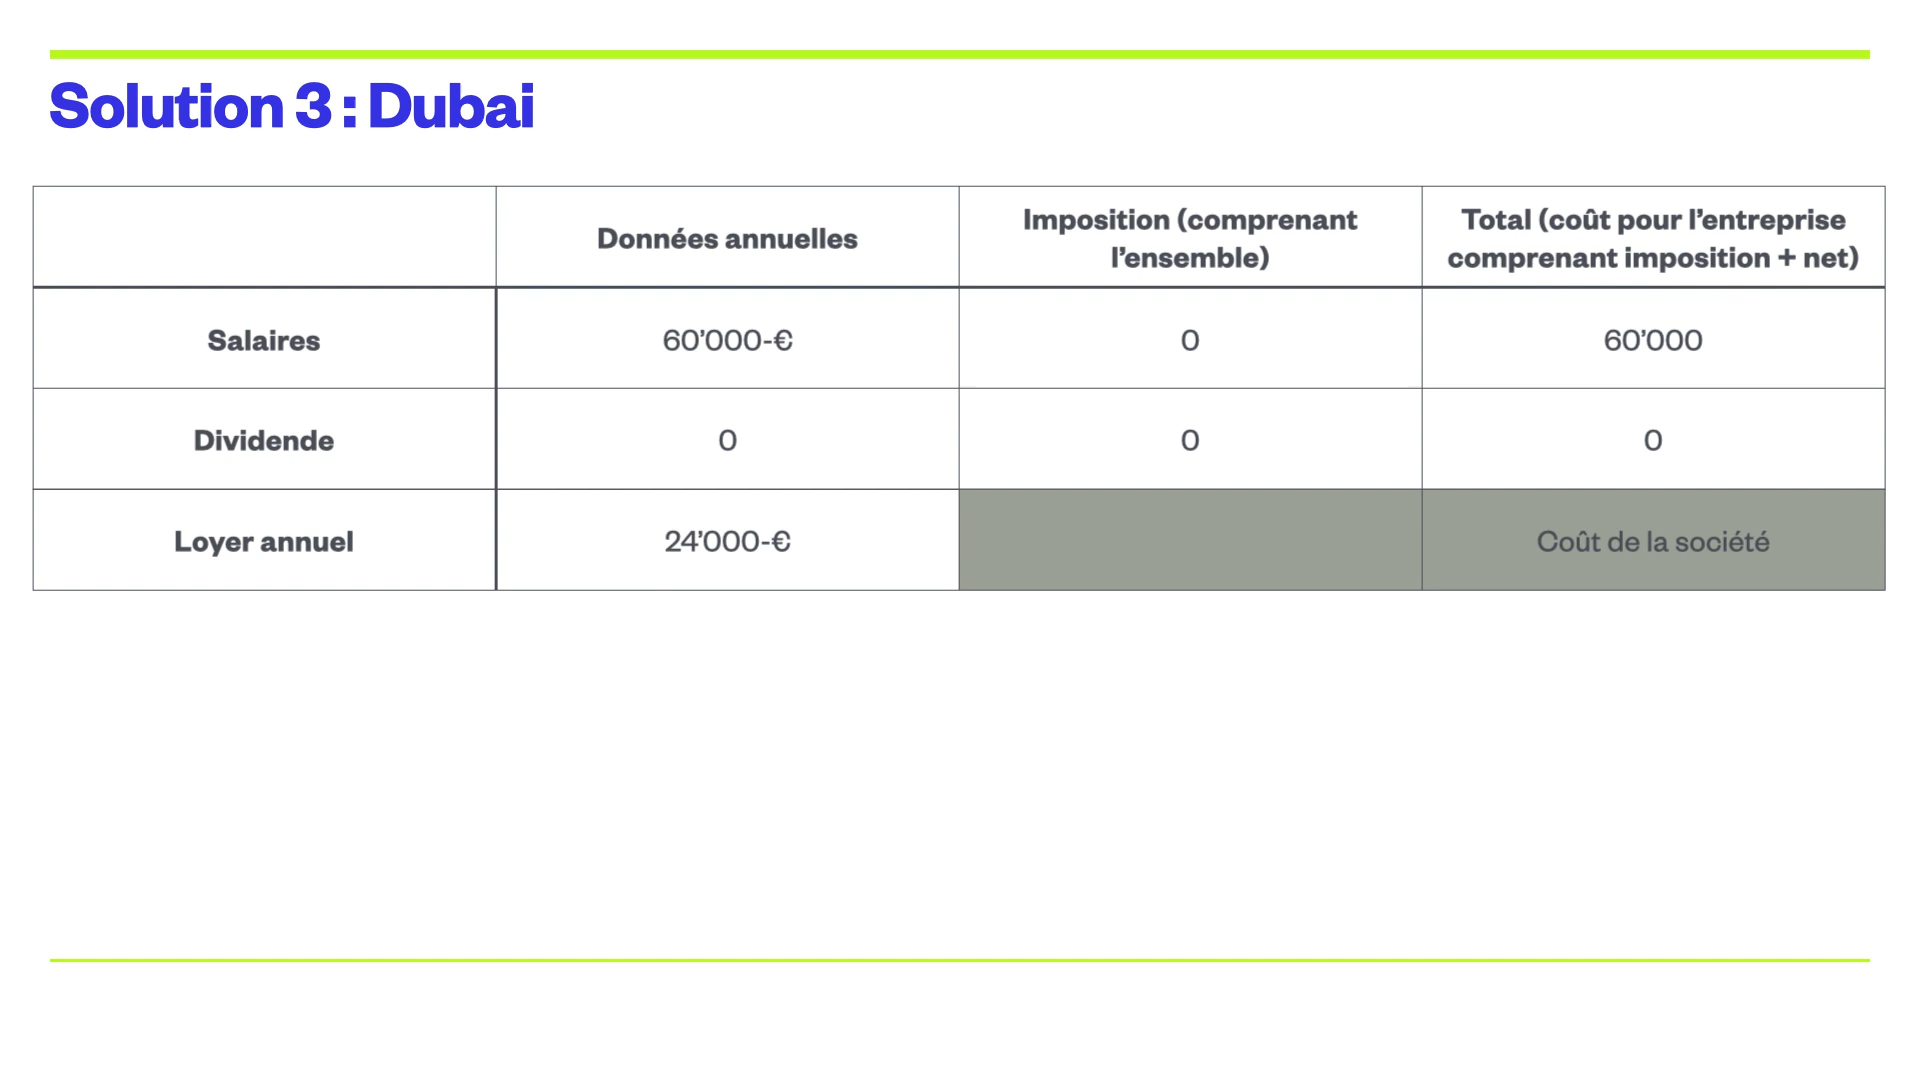 Solution 3 : Dubai
Données annuelles
Imposition (comprenant
l’ensemble)
Total (coût pour l’entreprise
comprenant imposition + net)
Salaires
60’000-€
0
60’000
Dividende
0
0
0
Loyer annuel
24’000-€
Coût de la société